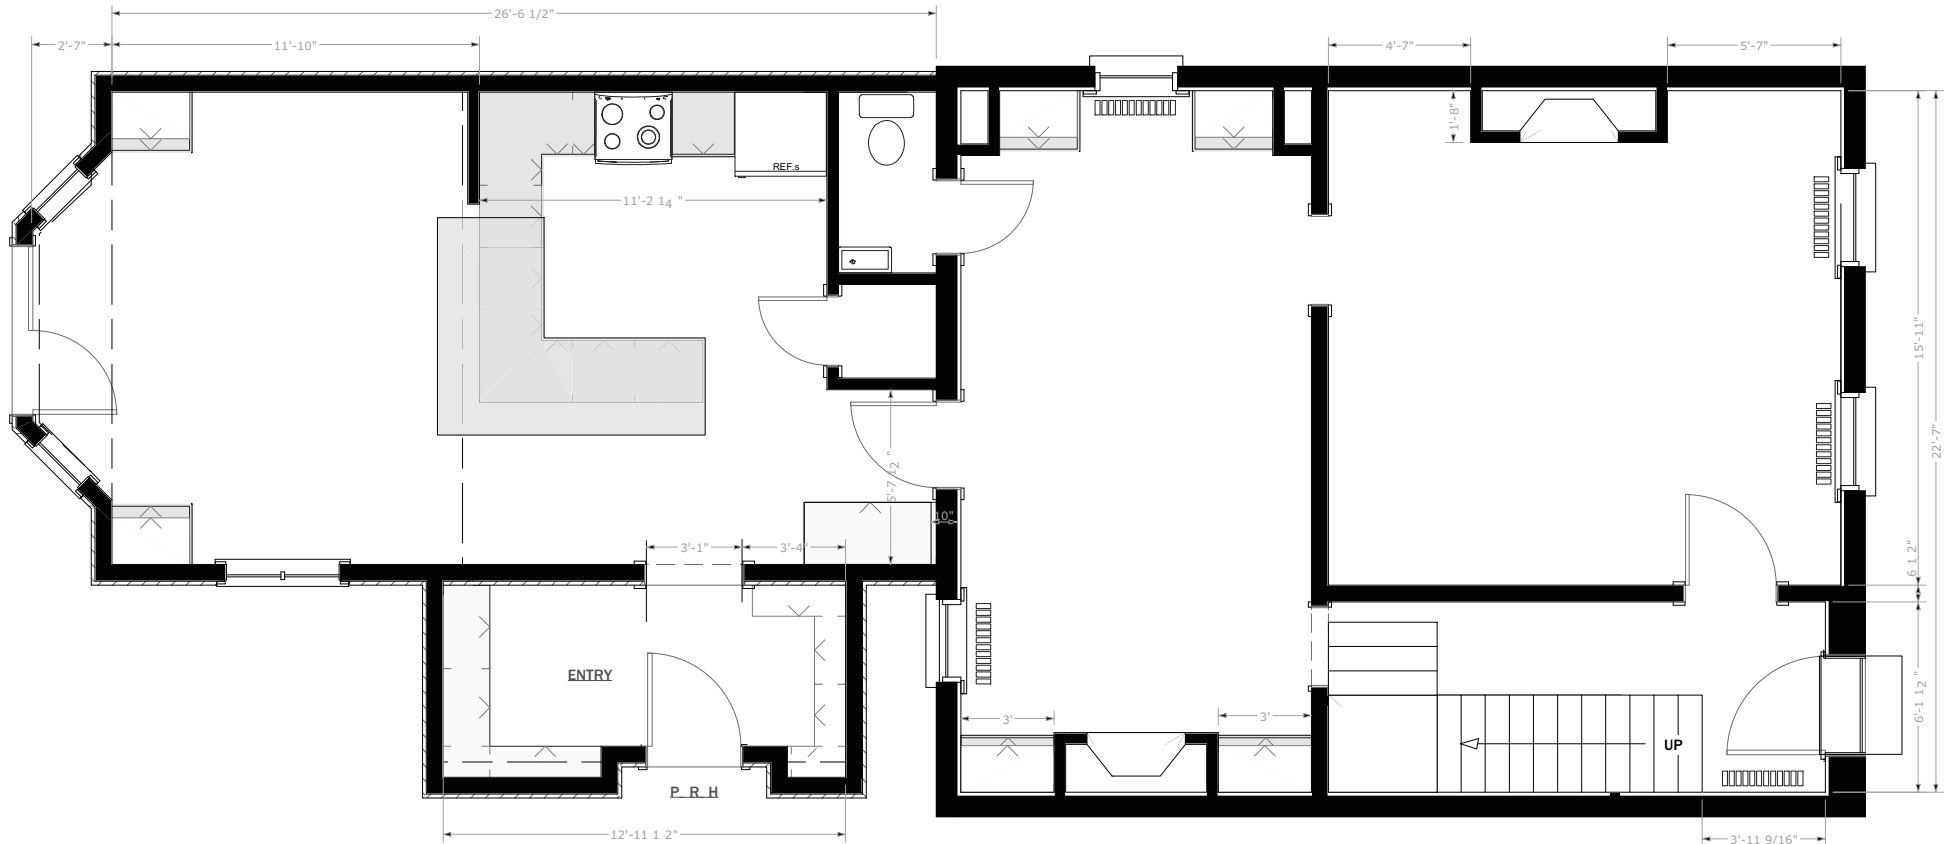 26'-6 1/2"
2'-7"
11'-10"
4'-7"
5'-7"
1'-8"
REF.s
11'-2 1/4 "
15'-11"
22'-7"
5'-7 1/2 "
10"
3'-1"
3'-4"
6 1 2"
ENTRY
6'-1 1/2 "
3'
3'
UP
P R H
12'-11 1 2"
3'-11 9/16"